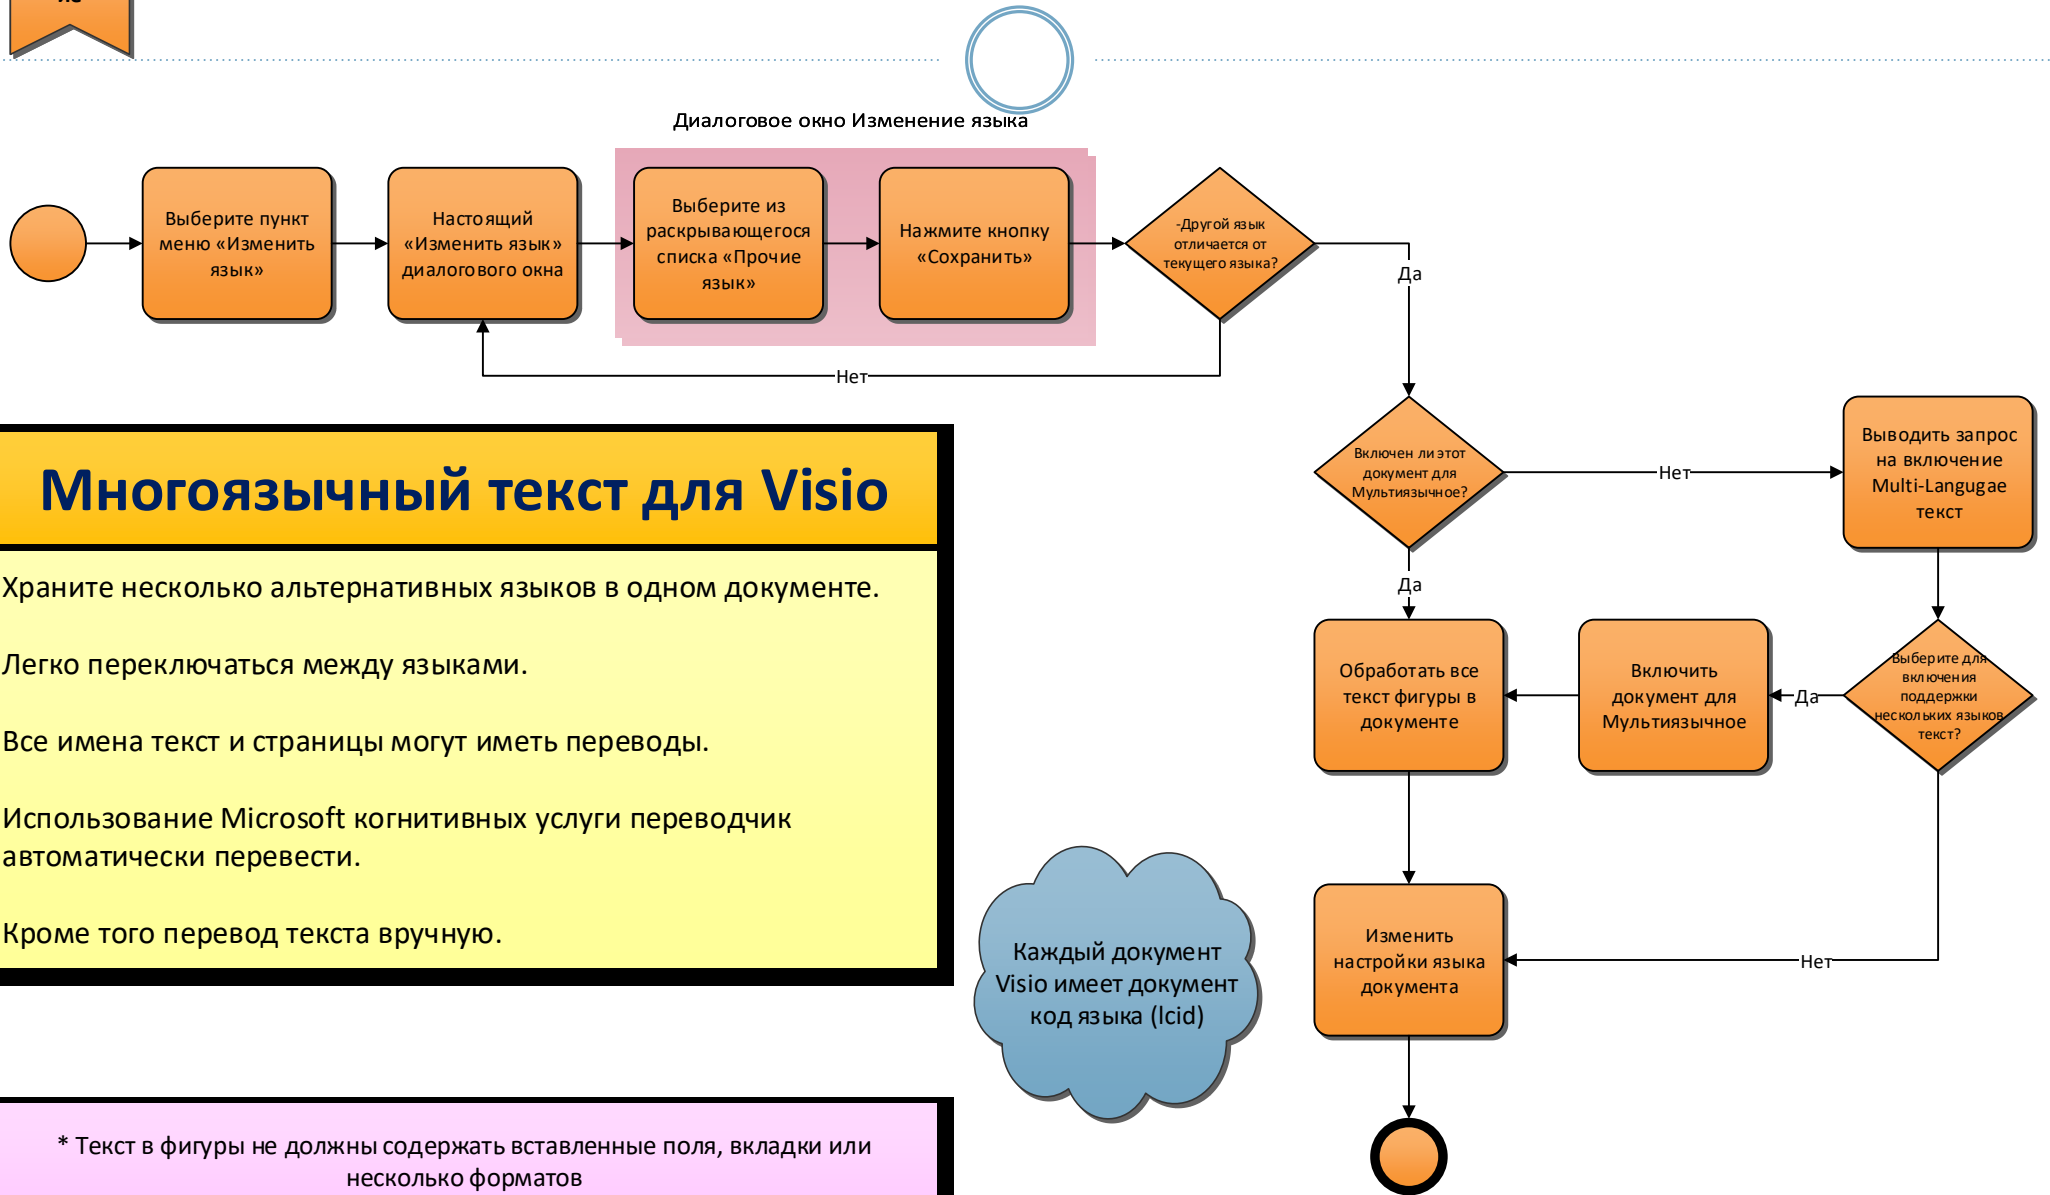 Диалоговое окно Изменение языка
Выберите пункт
меню «Изменить
язык»
Настоящий
«Изменить язык»
диалогового окна
Выберите из
раскрывающегося
списка «Прочие
язык»
Нажмите кнопку
«Сохранить»
-Другой язык
отличается от
текущего языка?
Да
Нет
Включен ли этот
документ для
Мультиязычное?
Нет
Выводить запрос
на включение
Multi-Langugae
текст
Да
Многоязычный текст для Visio
Храните несколько альтернативных языков в одном документе.
Легко переключаться между языками.
Все имена текст и страницы могут иметь переводы.
Использование Microsoft когнитивных услуги переводчик
автоматически перевести.
Кроме того перевод текста вручную.
Обработать все
текст фигуры в
документе
Включить
документ для
Мультиязычное
Да
Выберите для
включения
поддержки
нескольких языков
текст?
Каждый документ
Visio имеет документ
код языка (lcid)
Изменить
настройки языка
документа
Нет
* Текст в фигуры не должны содержать вставленные поля, вкладки или
несколько форматов